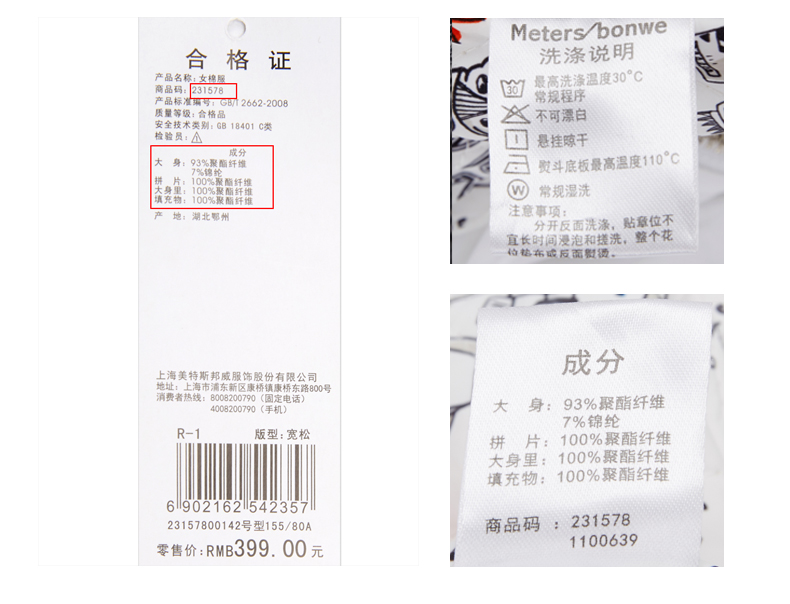 合格证
产品名称：女棉服
商品码：231578
产品标准编号：GB/T 2662-2008
质量等级：合格品
安全技术类别：GB 18401 C类
检验员：
成分
大　身：93%聚酯纤维
7%锦纶
拼　片：100%聚酯纤维
大身里：100%聚酯纤维
填充物：100%聚酯纤维
产　地：湖北鄂州
上海美特斯邦威服饰股份有限公司
地址：上海市浦东新区康桥镇康桥东路800号
消费者热线：8008200790（固定电话）
4008200790（手机）
R-1　版型：宽松
6 902162 542357
23157800142号型155/80A
零售价：RMB399.00元
Meters/bonwe
洗涤说明
30
最高洗涤温度30°C
常规程序
不可漂白
悬挂晾干
熨斗底板最高温度110°C
W 常规湿洗
注意事项：
分开反面洗涤，贴章位不
宜长时间浸泡和搓洗，整个花
位垫布或反面熨烫。
成分
大　身：93%聚酯纤维
7%锦纶
拼　片：100%聚酯纤维
大身里：100%聚酯纤维
填充物：100%聚酯纤维
商品码：231578
1100639